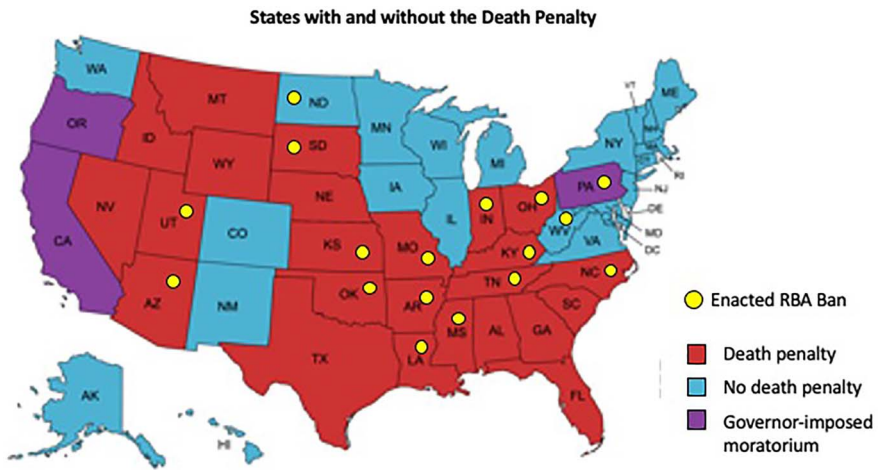 States with and without the Death Penalty
WA
MT
ND
ME
VT
OR
MN
NH
ID
SD
WI
NY
MA
WY
MI
RI
IA
PA
NJ
NE
NV
IN
OH
DE
UT
CO
IL
WV
MD
CA
KS
MO
KY
VA
DC
NC
TN
OK
AZ
NM
AR
SC
MS
AL
GA
TX
LA
FL
AK
HI
Enacted RBA Ban
Death penalty
No death penalty
Governor-imposed
moratorium